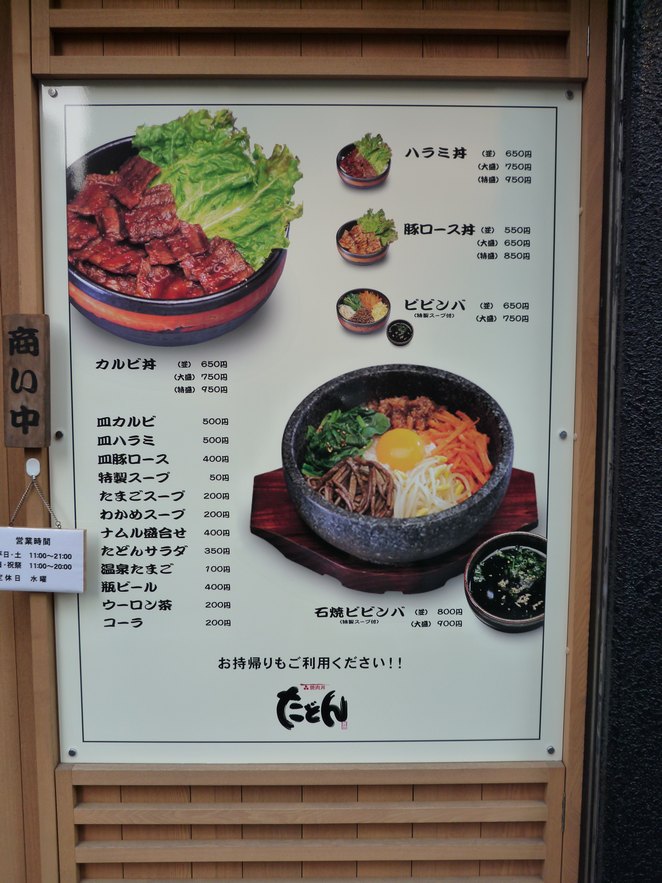 ハラミ丼 (並) 650円
(大盛) 750円
(特盛) 950円
豚ロース丼 (並) 550円
(大盛) 650円
(特盛) 850円
ビビンバ (並) 650円
(特製スープ付) (大盛) 750円
カルビ丼 (並) 650円
(大盛) 750円
(特盛) 950円
皿カルビ 500円
皿ハラミ 500円
皿豚ロース 400円
特製スープ 50円
たまごスープ 200円
わかめスープ 200円
ナムル盛合せ 400円
たどんサラダ 350円
温泉たまご 100円
瓶ビール 400円
ウーロン茶 200円
コーラ 200円
石焼ビビンバ (並) 800円
(特製スープ付) (大盛) 900円
お持帰りもご利用ください!!
焼肉丼
たどん
商い中
営業時間
平日・土 11:00〜21:00
日・祝祭 11:00〜20:00
定休日 水曜